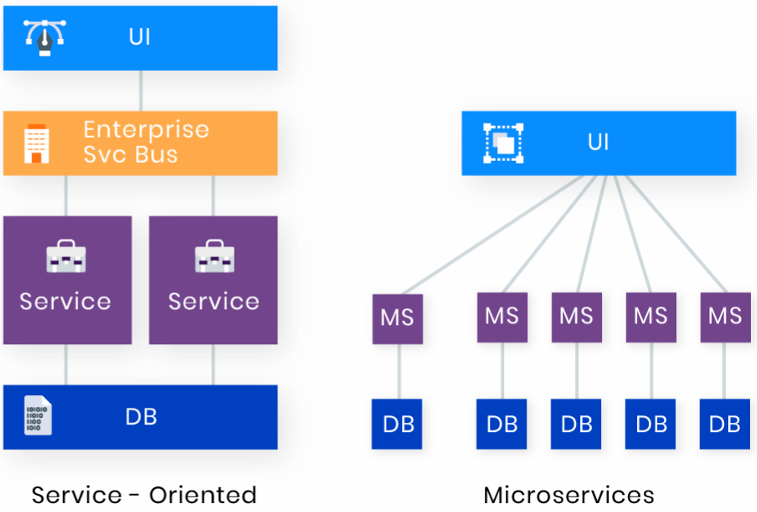 UI
Enterprise
Svc Bus
Service
Service
DB
Service - Oriented
UI
MS
MS
MS
MS
MS
DB
DB
DB
DB
DB
Microservices